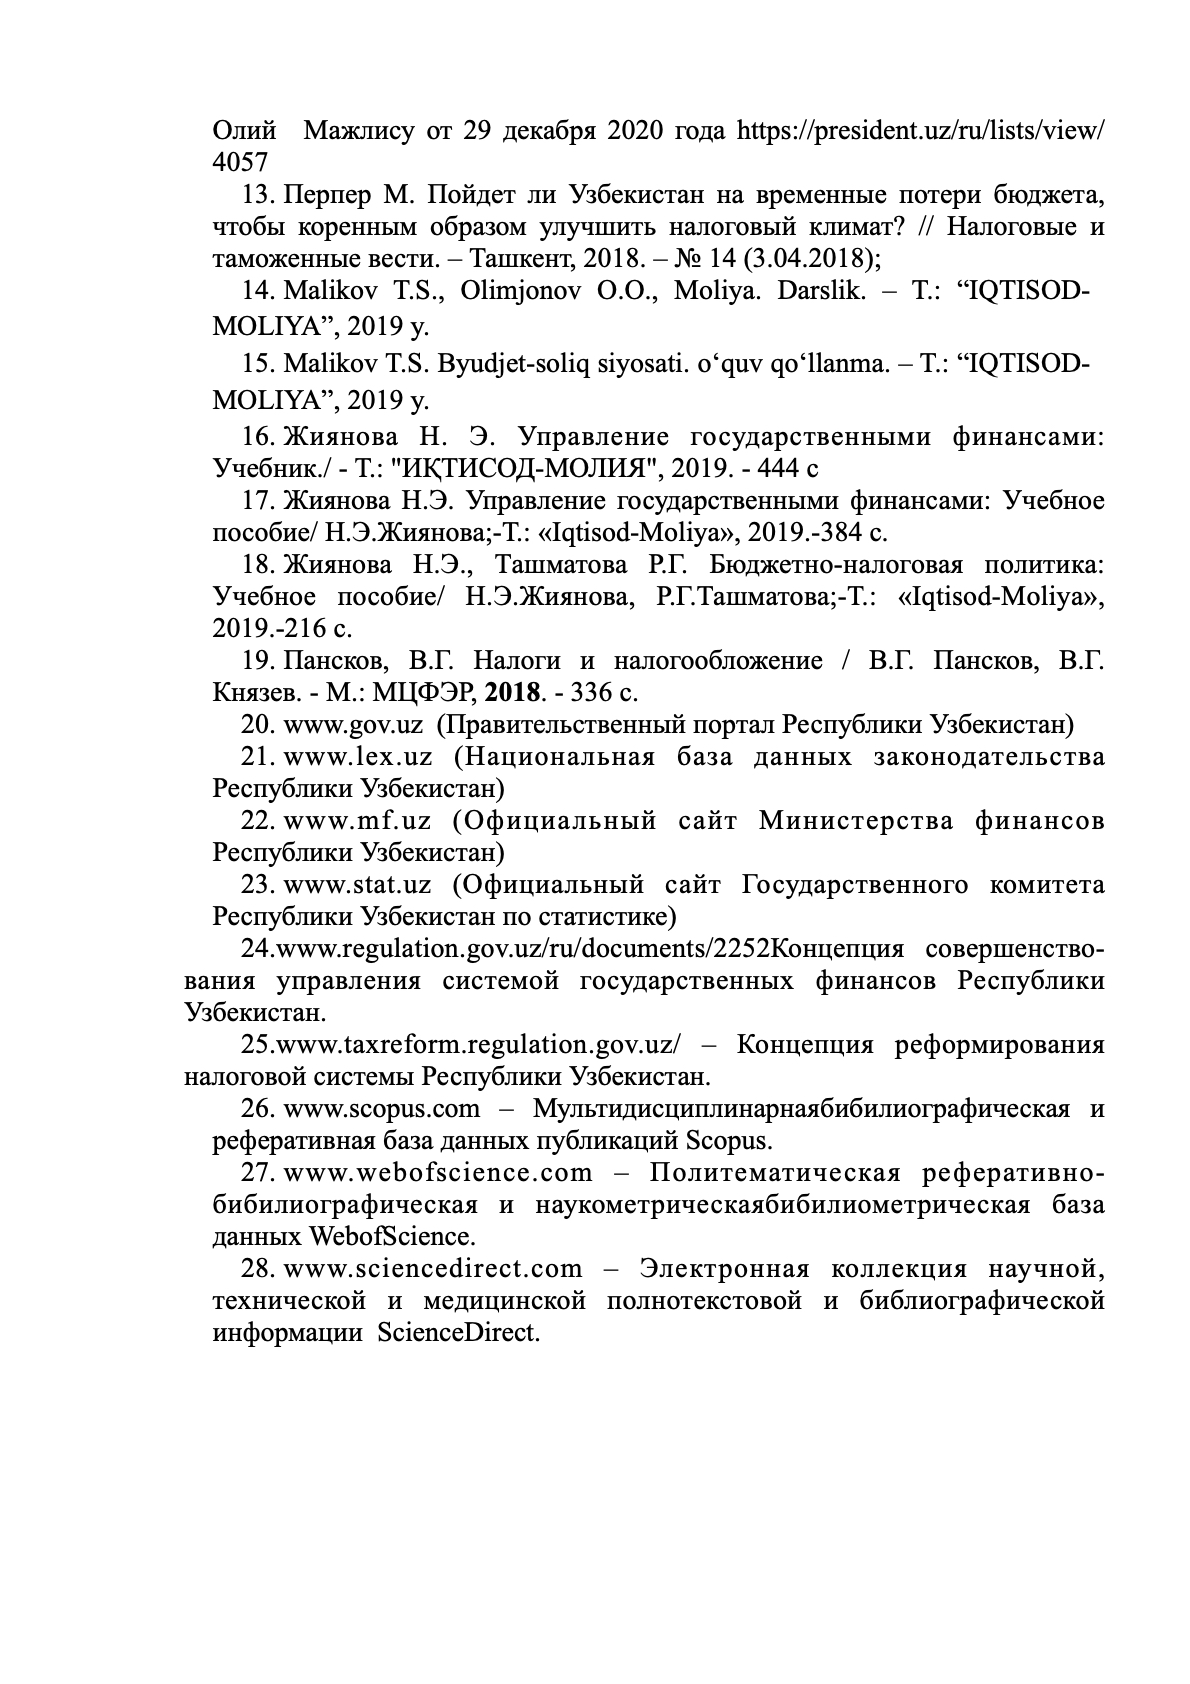 Олий Мажлису от 29 декабря 2020 года https://president.uz/ru/lists/view/
4057
13. Перпер М. Пойдет ли Узбекистан на временные потери бюджета,
чтобы коренным образом улучшить налоговый климат? // Налоговые и
таможенные вести. – Ташкент, 2018. – № 14 (3.04.2018);
14. Malikov T.S., Olimjonov O.O., Moliya. Darslik. – T.: “IQTISOD-
MOLIYA”, 2019 y.
15. Malikov T.S. Byudjet-soliq siyosati. o‘quv qo‘llanma. – T.: “IQTISOD-
MOLIYA”, 2019 y.
16. Жиянова Н. Э. Управление государственными финансами:
Учебник./ - Т.: "ИҚТИСОД-МОЛИЯ", 2019. - 444 с
17. Жиянова Н.Э. Управление государственными финансами: Учебное
пособие/ Н.Э.Жиянова;-Т.: «Iqtisod-Moliya», 2019.-384 с.
18. Жиянова Н.Э., Ташматова Р.Г. Бюджетно-налоговая политика:
Учебное пособие/ Н.Э.Жиянова, Р.Г.Ташматова;-Т.: «Iqtisod-Moliya»,
2019.-216 с.
19. Пансков, В.Г. Налоги и налогообложение / В.Г. Пансков, В.Г.
Князев. - М.: МЦФЭР, 2018. - 336 с.
20. www.gov.uz (Правительственный портал Республики Узбекистан)
21. www.lex.uz (Национальная база данных законодательства
Республики Узбекистан)
22. www.mf.uz (Официальный сайт Министерства финансов
Республики Узбекистан)
23. www.stat.uz (Официальный сайт Государственного комитета
Республики Узбекистан по статистике)
24.www.regulation.gov.uz/ru/documents/2252Концепция совершенство-
вания управления системой государственных финансов Республики
Узбекистан.
25.www.taxreform.regulation.gov.uz/ – Концепция реформирования
налоговой системы Республики Узбекистан.
26. www.scopus.com – Мультидисциплинарнаябибилиографическая и
реферативная база данных публикаций Scopus.
27. www.webofscience.com – Политематическая реферативно-
бибилиографическая и наукометрическаябибилиометрическая база
данных WebofScience.
28. www.sciencedirect.com – Электронная коллекция научной,
технической и медицинской полнотекстовой и библиографической
информации ScienceDirect.